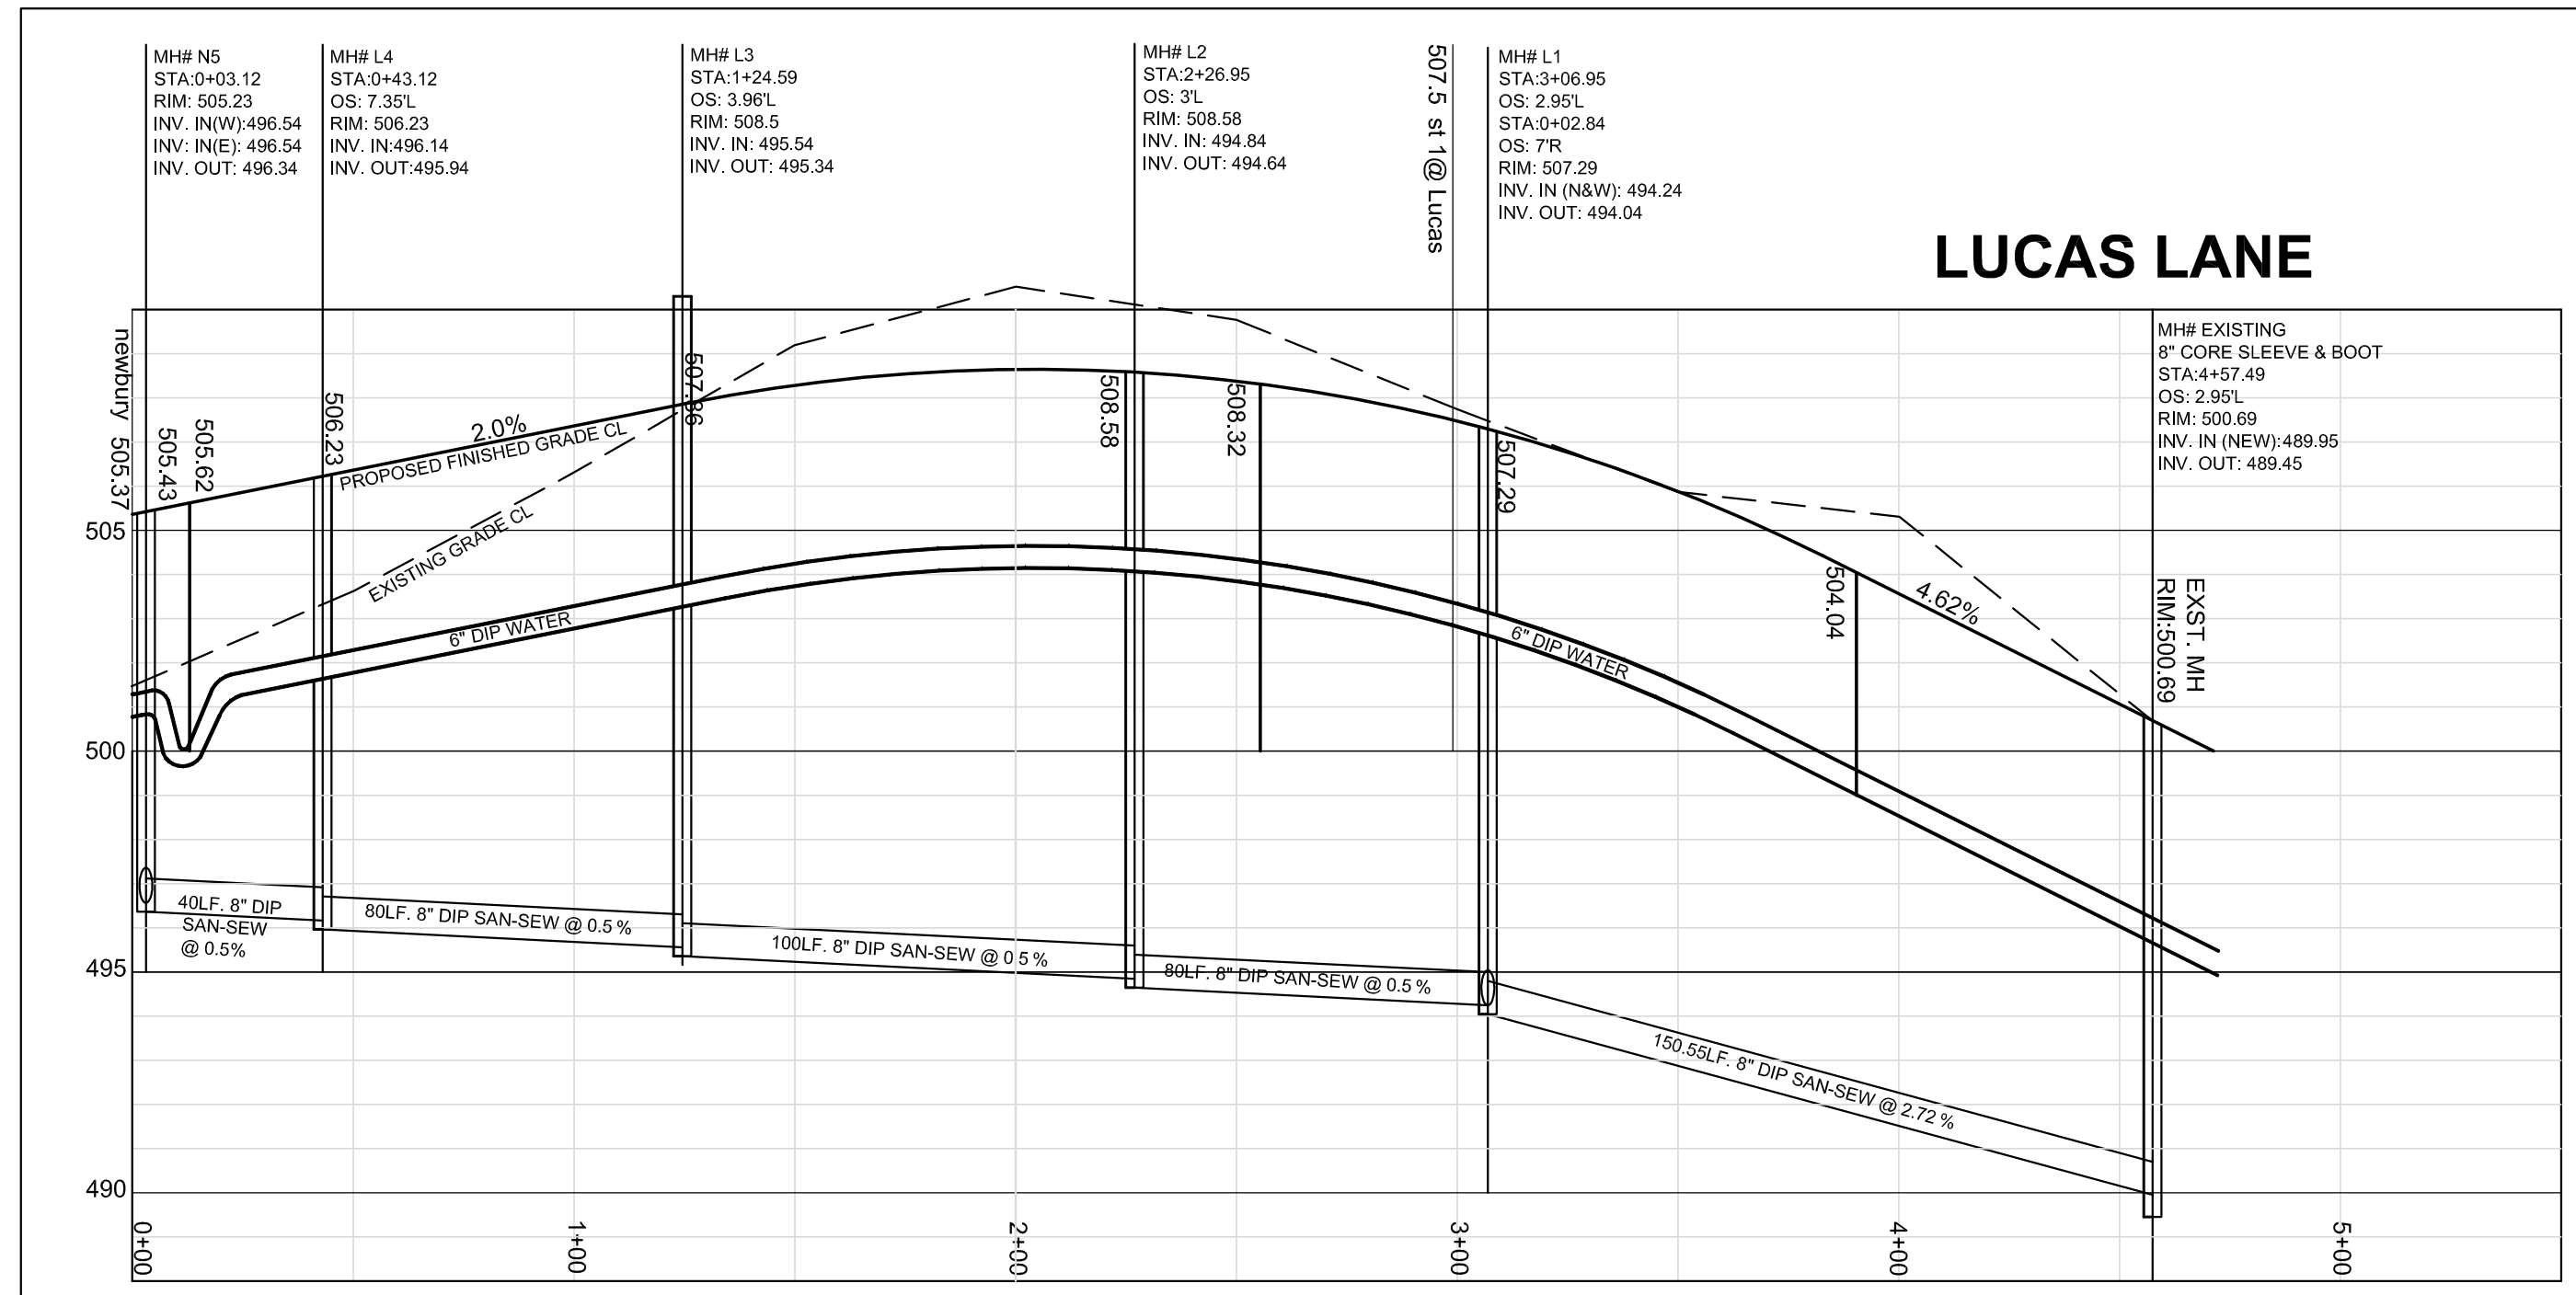 MH# N5
STA:0+03.12
RIM: 505.23
INV. IN(W):496.54
INV: IN(E): 496.54
INV. OUT: 496.34
MH# L4
STA:0+43.12
OS: 7.35'L
RIM: 506.23
INV. IN:496.14
INV. OUT:495.94
MH# L3
STA:1+24.59
OS: 3.96'L
RIM: 508.5
INV. IN: 495.54
INV. OUT: 495.34
MH# L2
STA:2+26.95
OS: 3'L
RIM: 508.58
INV. IN: 494.84
INV. OUT: 494.64
507.5 st 1@ Lucas
MH# L1
STA:3+06.95
OS: 2.95'L
STA:0+02.84
OS: 7'R
RIM: 507.29
INV. IN (N&W): 494.24
INV. OUT: 494.04
LUCAS LANE
MH# EXISTING
8" CORE SLEEVE & BOOT
STA:4+57.49
OS: 2.95'L
RIM: 500.69
INV. IN (NEW):489.95
INV. OUT: 489.45
newbury 505.37
505.43
505.62
506.23
2.0%
PROPOSED FINISHED GRADE CL
EXISTING GRADE CL
507.86
508.58
508.32
507.29
504.04
4.62%
EXST. MH
RIM:500.69
6" DIP WATER
6" DIP WATER
505
500
495
490
40LF. 8" DIP
SAN-SEW
@ 0.5%
80LF. 8" DIP SAN-SEW @ 0.5 %
100LF. 8" DIP SAN-SEW @ 0.5 %
80LF. 8" DIP SAN-SEW @ 0.5 %
150.55LF. 8" DIP SAN-SEW @ 2.72 %
0+00
1+00
2+00
3+00
4+00
5+00